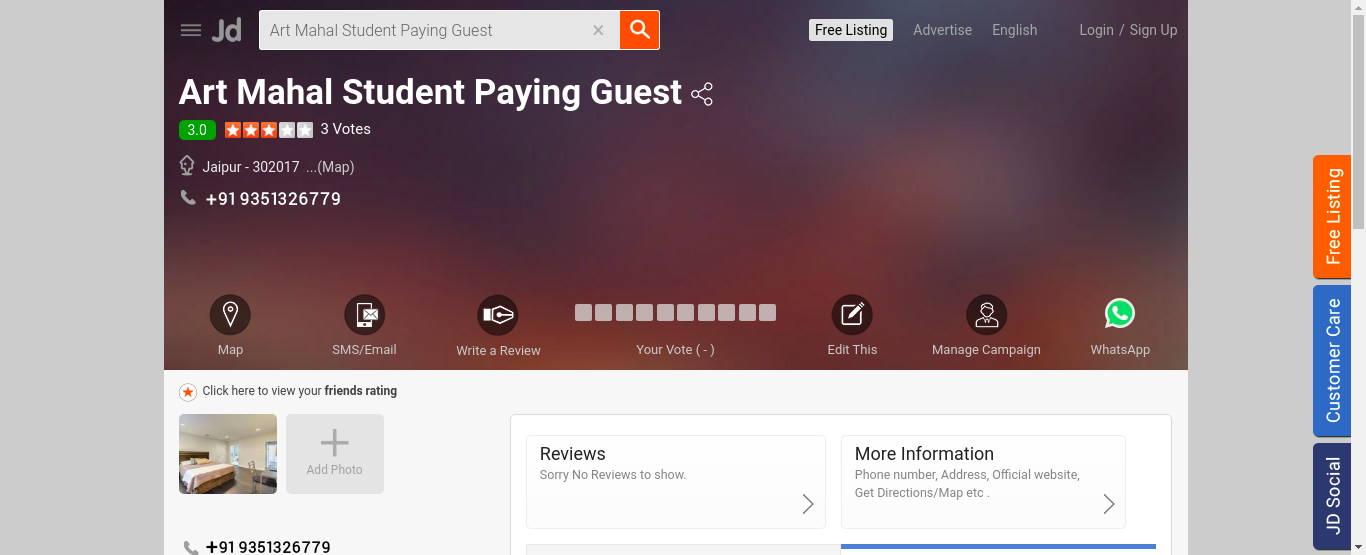 Jd
Art Mahal Student Paying Guest ×
Free Listing Advertise English Login / Sign Up
Art Mahal Student Paying Guest
3.0 3 Votes
Jaipur - 302017 ...(Map)
+91 9351326779
Map SMS/Email Write a Review Your Vote ( - ) Edit This Manage Campaign WhatsApp
Click here to view your friends rating
Add Photo
+91 9351326779
Reviews
Sorry No Reviews to show.
More Information
Phone number, Address, Official website,
Get Directions/Map etc .
Free Listing
Customer Care
JD Social